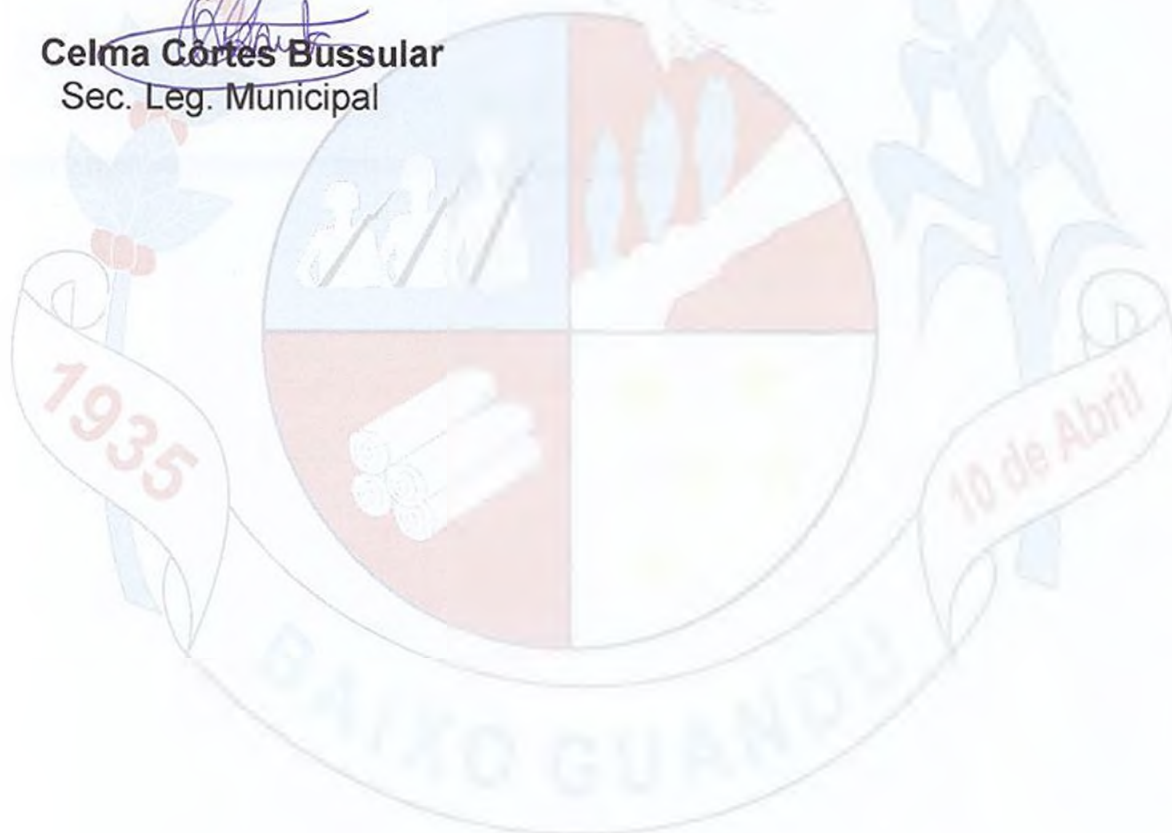 Celma Côrtes Bussular
Sec. Leg. Municipal
1935
10 de Abril
BAIXO GUANDU